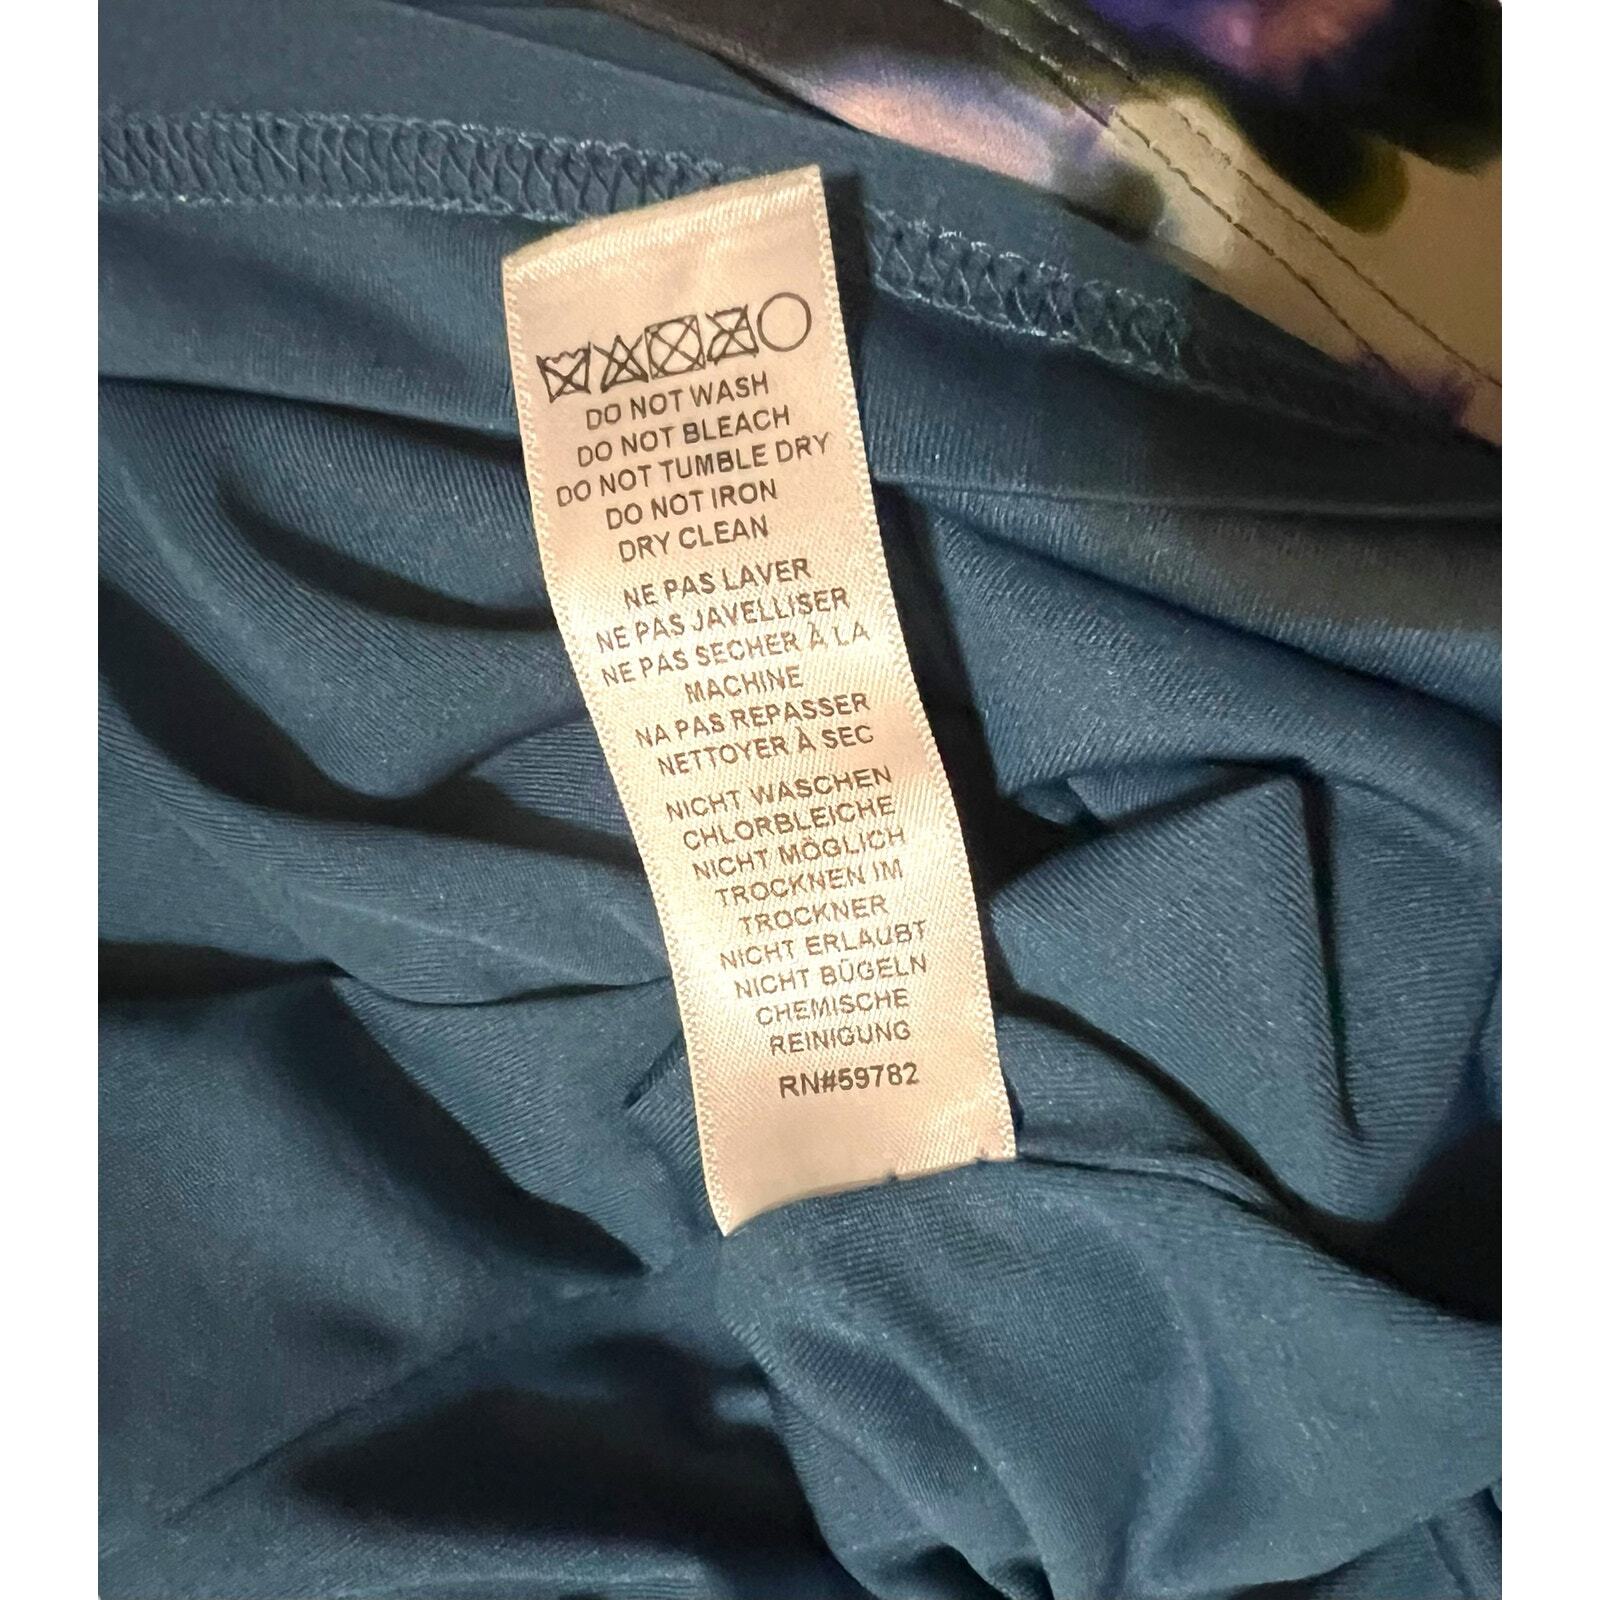 DO NOT WASH
DO NOT BLEACH
DO NOT TUMBLE DRY
DO NOT IRON
DRY CLEAN
NE PAS LAVER
NE PAS JAVELLISER
NE PAS SECHER À LA
MACHINE
NA PAS REPASSER
NETTOYER À SEC
NICHT WASCHEN
CHLORBLEICHE
NICHT MÖGLICH
TROCKNEN IM
TROCKNER
NICHT ERLAUBT
NICHT BÜGELN
CHEMISCHE
REINIGUNG
RN#59782